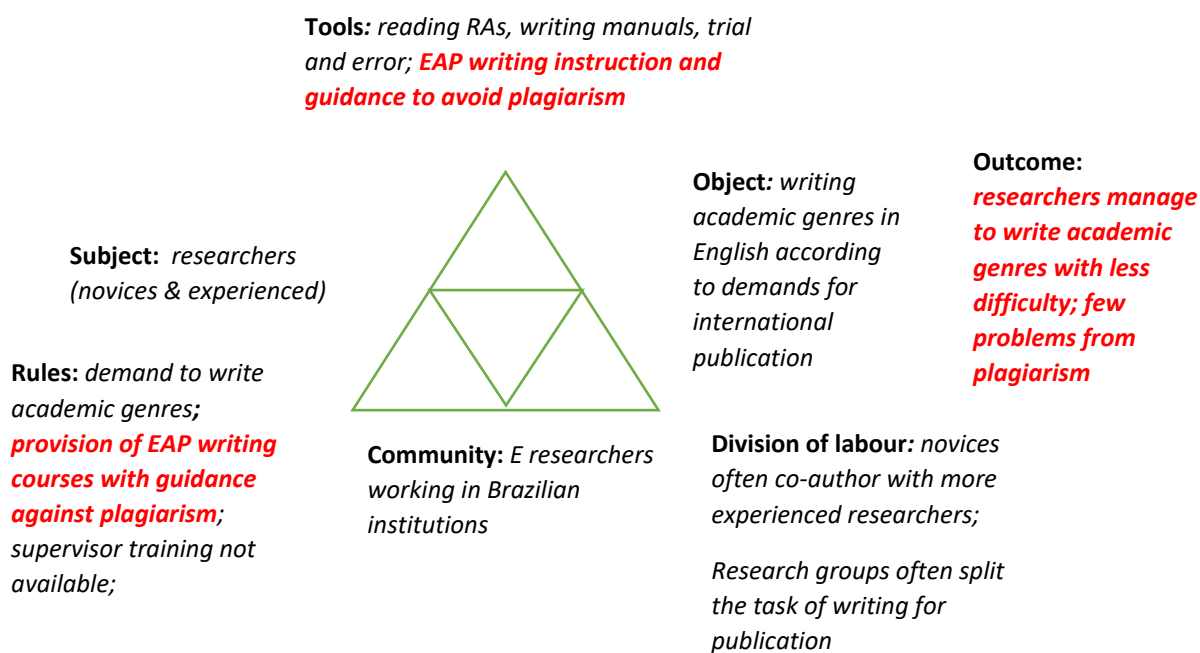 Tools: reading RAs, writing manuals, trial
and error; EAP writing instruction and
guidance to avoid plagiarism
Subject: researchers
(novices & experienced)
Object: writing
academic genres in
English according
to demands for
international
publication
Outcome:
researchers manage
to write academic
genres with less
difficulty; few
problems from
plagiarism
Rules: demand to write
academic genres;
provision of EAP writing
courses with guidance
against plagiarism;
supervisor training not
available;
Community: E researchers
working in Brazilian
institutions
Division of labour: novices
often co-author with more
experienced researchers;
Research groups often split
the task of writing for
publication